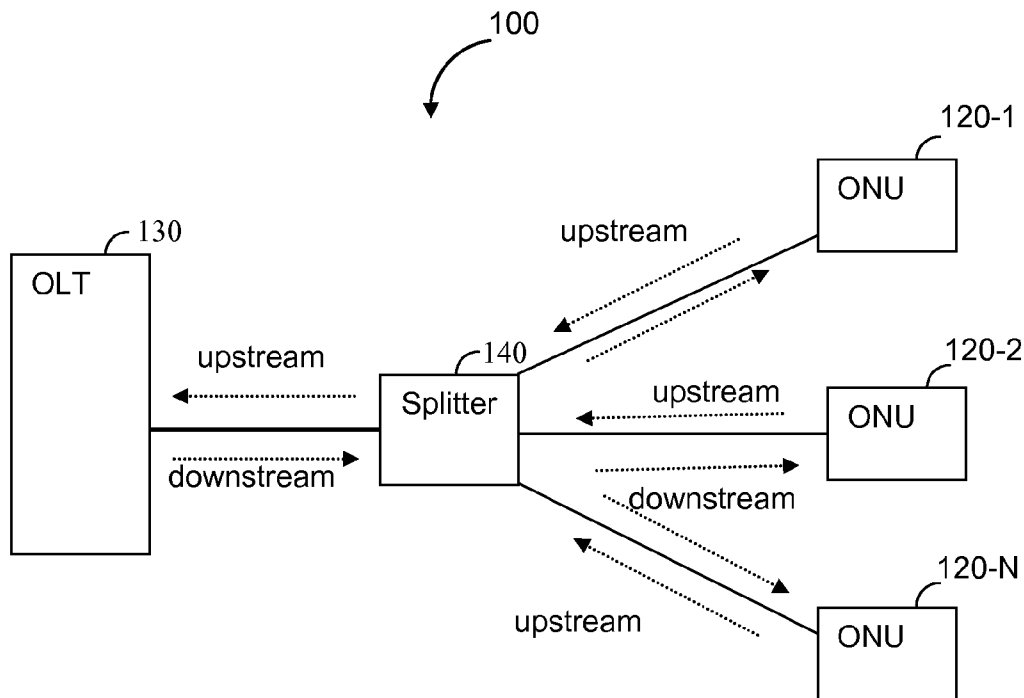 100
120-1
ONU
upstream
130
OLT
upstream
140
Splitter
120-2
upstream
ONU
downstream
downstream
120-N
upstream
ONU